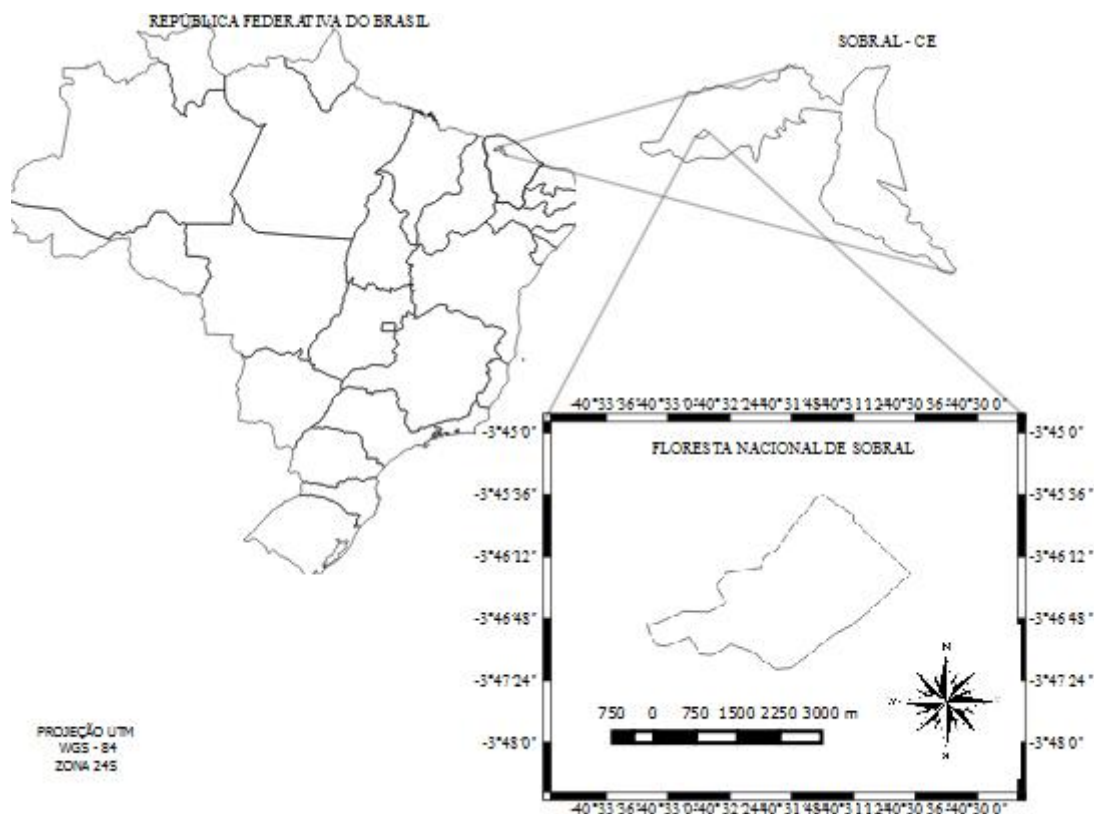 REPÚBLICA FEDERATIVA DO BRASIL
SOBRAL - CE
-40°33'36"-40°33'0"-40°32'24"-40°31'48"-40°31'12"-40°30'36"-40°30'0"
-3°45'0" -3°45'0"
FLORESTA NACIONAL DE SOBRAL
-3°45'36" -3°45'36"
-3°46'12" -3°46'12"
-3°46'48" -3°46'48"
N
-3°47'24" -3°47'24"
750 0 750 1500 2250 3000 m
-3°48'0" -3°48'0"
PROJEÇÃO UTM
WGS - 84
ZONA 24S
-40°33'36"-40°33'0"-40°32'24"-40°31'48"-40°31'12"-40°30'36"-40°30'0"